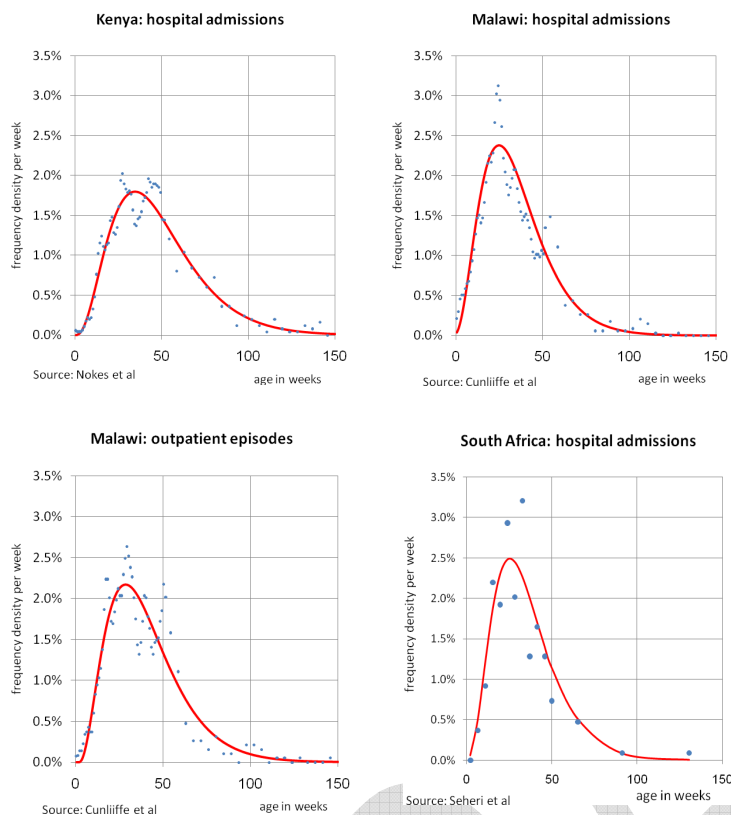 Kenya: hospital admissions
3.5%
3.0%
2.5%
2.0%
1.5%
1.0%
0.5%
0.0%
frequency density per week
0 50 100 150
Source: Nokes et al
age in weeks
Malawi: hospital admissions
3.5%
3.0%
2.5%
2.0%
1.5%
1.0%
0.5%
0.0%
frequency density per week
0 50 100 150
Source: Cunliiffe et al
age in weeks
Malawi: outpatient episodes
3.5%
3.0%
2.5%
2.0%
1.5%
1.0%
0.5%
0.0%
frequency density per week
0 50 100 150
Source: Cunliiffe et al
age in weeks
South Africa: hospital admissions
3.5%
3.0%
2.5%
2.0%
1.5%
1.0%
0.5%
0.0%
frequency density per week
0 50 100 150
Source: Seheri et al
age in weeks